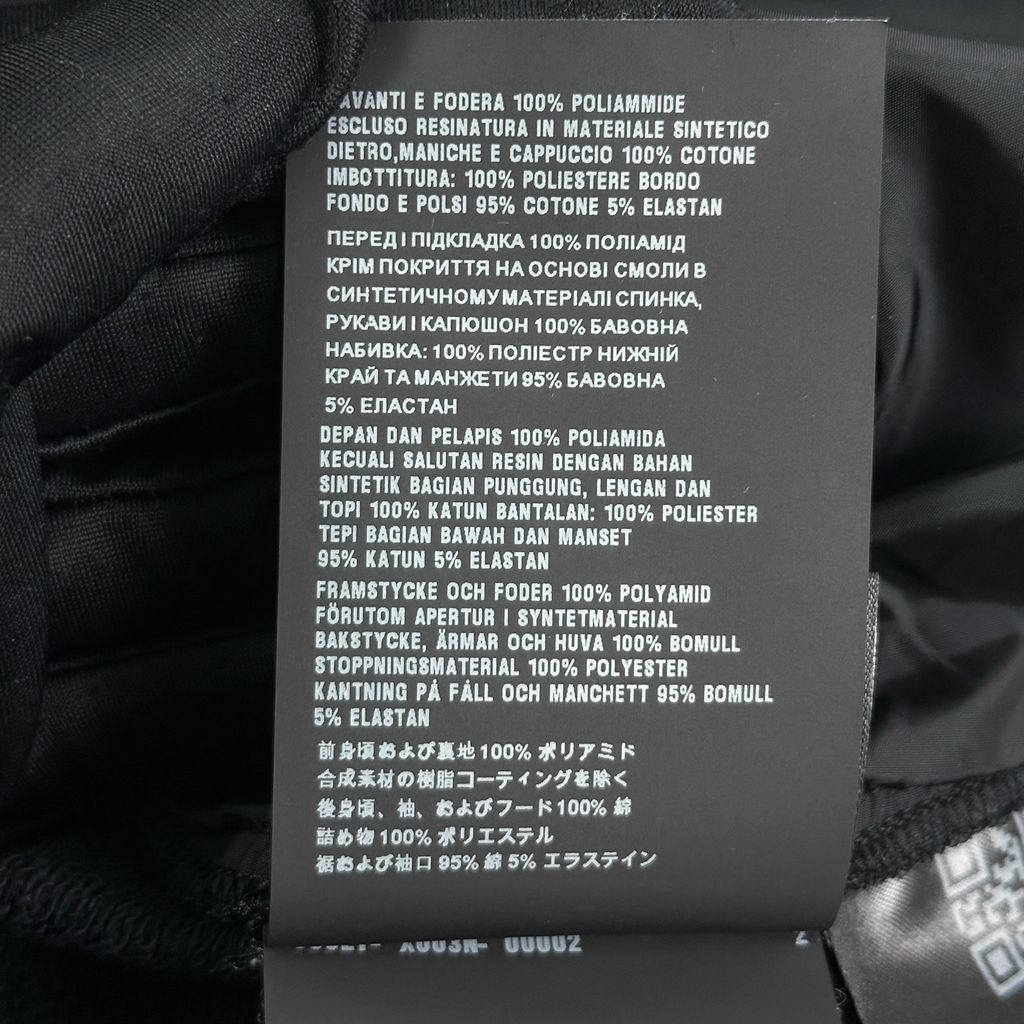 AVANTI E FODERA 100% POLIAMMIDE
ESCLUSO RESINATURA IN MATERIALE SINTETICO
DIETRO,MANICHE E CAPPUCCIO 100% COTONE
IMBOTTITURA: 100% POLIESTERE BORDO
FONDO E POLSI 95% COTONE 5% ELASTAN
ПЕРЕД І ПІДКЛАДКА 100% ПОЛІАМІД
КРІМ ПОКРИТТЯ НА ОСНОВІ СМОЛИ В
СИНТЕТИЧНОМУ МАТЕРІАЛІ СПИНКА,
РУКАВИ І КАПЮШОН 100% БАВОВНА
НАБИВКА: 100% ПОЛІЕСТР НИЖНІЙ
КРАЙ ТА МАНЖЕТИ 95% БАВОВНА
5% ЕЛАСТАН
DEPAN DAN PELAPIS 100% POLIAMIDA
KECUALI SALUTAN RESIN DENGAN BAHAN
SINTETIK BAGIAN PUNGGUNG, LENGAN DAN
TOPI 100% KATUN BANTALAN: 100% POLIESTER
TEPI BAGIAN BAWAH DAN MANSET
95% KATUN 5% ELASTAN
FRAMSTYCKE OCH FODER 100% POLYAMID
FÖRUTOM APERTUR I SYNTETMATERIAL
BAKSTYCKE, ÄRMAR OCH HUVA 100% BOMULL
STOPPNINGSMATERIAL 100% POLYESTER
KANTNING PÅ FÅLL OCH MANCHETT 95% BOMULL
5% ELASTAN
前身頃および裏地100% ポリアミド
合成素材の樹脂コーティングを除く
後身頃、袖、およびフード100% 綿
詰め物100% ポリエステル
裾および袖口 95% 綿 5% エラステイン
X003N- 00002